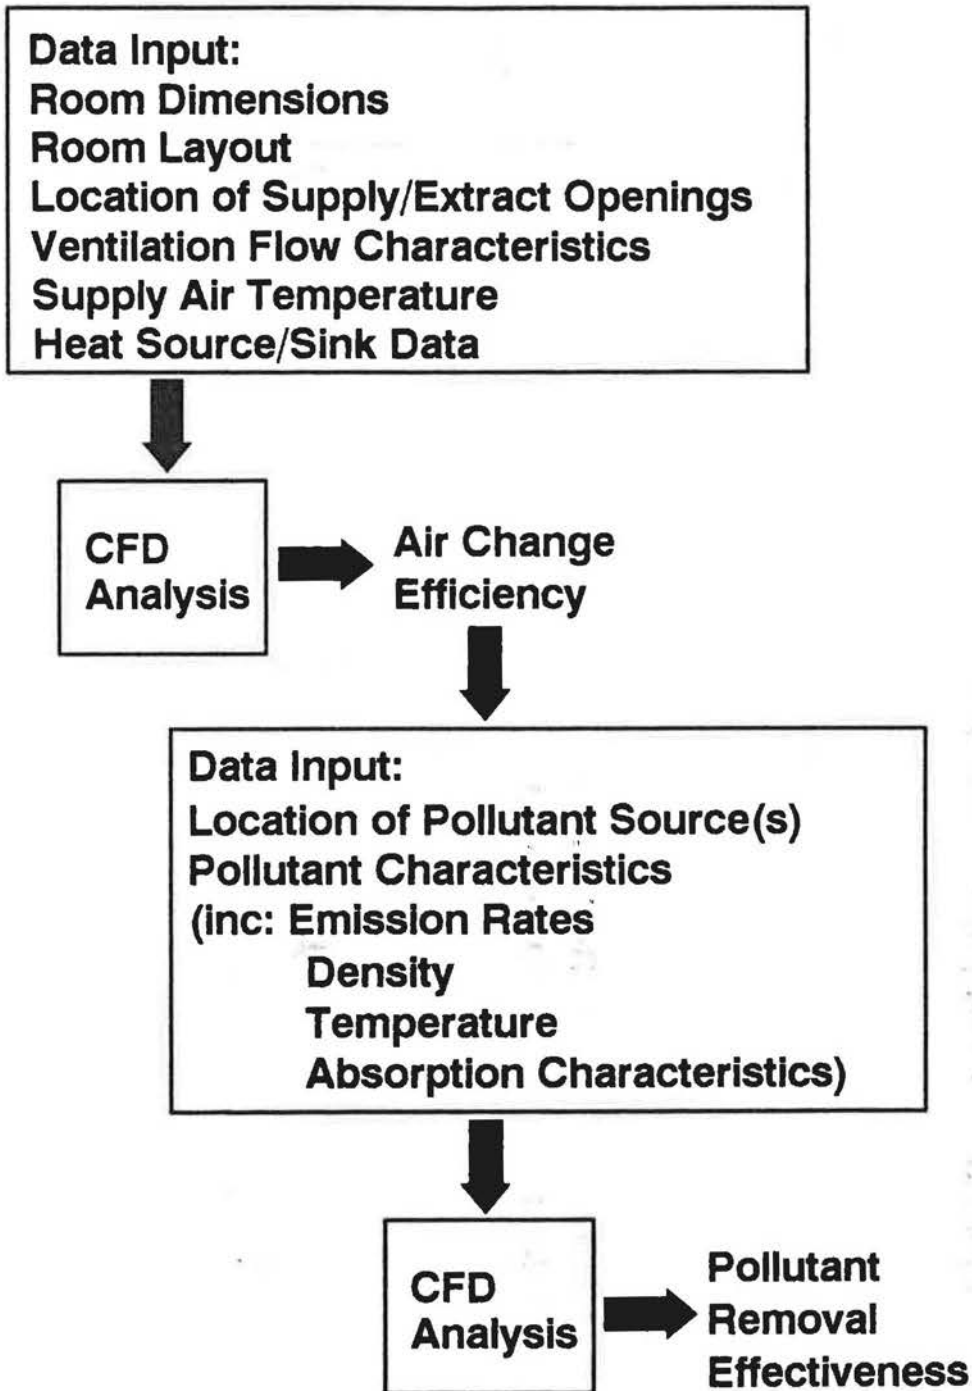 Data Input:
Room Dimensions
Room Layout
Location of Supply/Extract Openings
Ventilation Flow Characteristics
Supply Air Temperature
Heat Source/Sink Data
CFD
Analysis
Air Change
Efficiency
Data Input:
Location of Pollutant Source(s)
Pollutant Characteristics
(inc: Emission Rates
Density
Temperature
Absorption Characteristics)
CFD
Analysis
Pollutant
Removal
Effectiveness